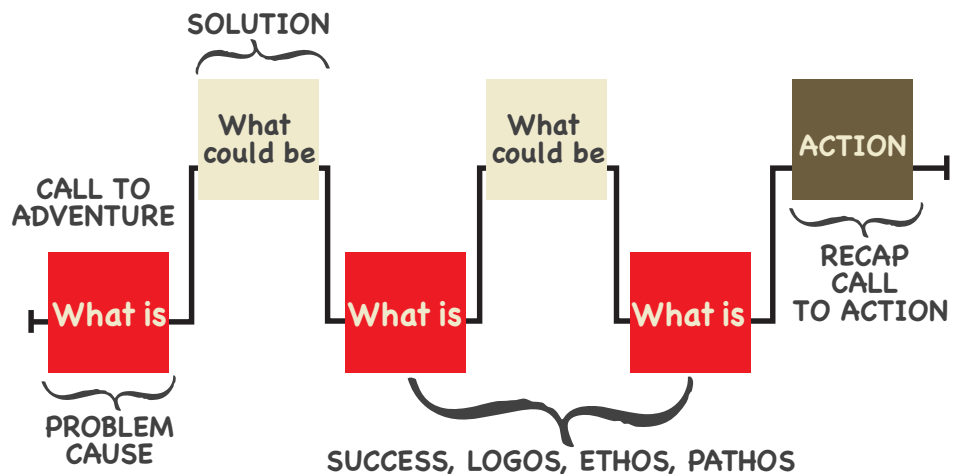 SOLUTION
What
could be
What
could be
ACTION
CALL TO
ADVENTURE
What is
What is
What is
RECAP
CALL
TO ACTION
PROBLEM
CAUSE
SUCCESS, LOGOS, ETHOS, PATHOS